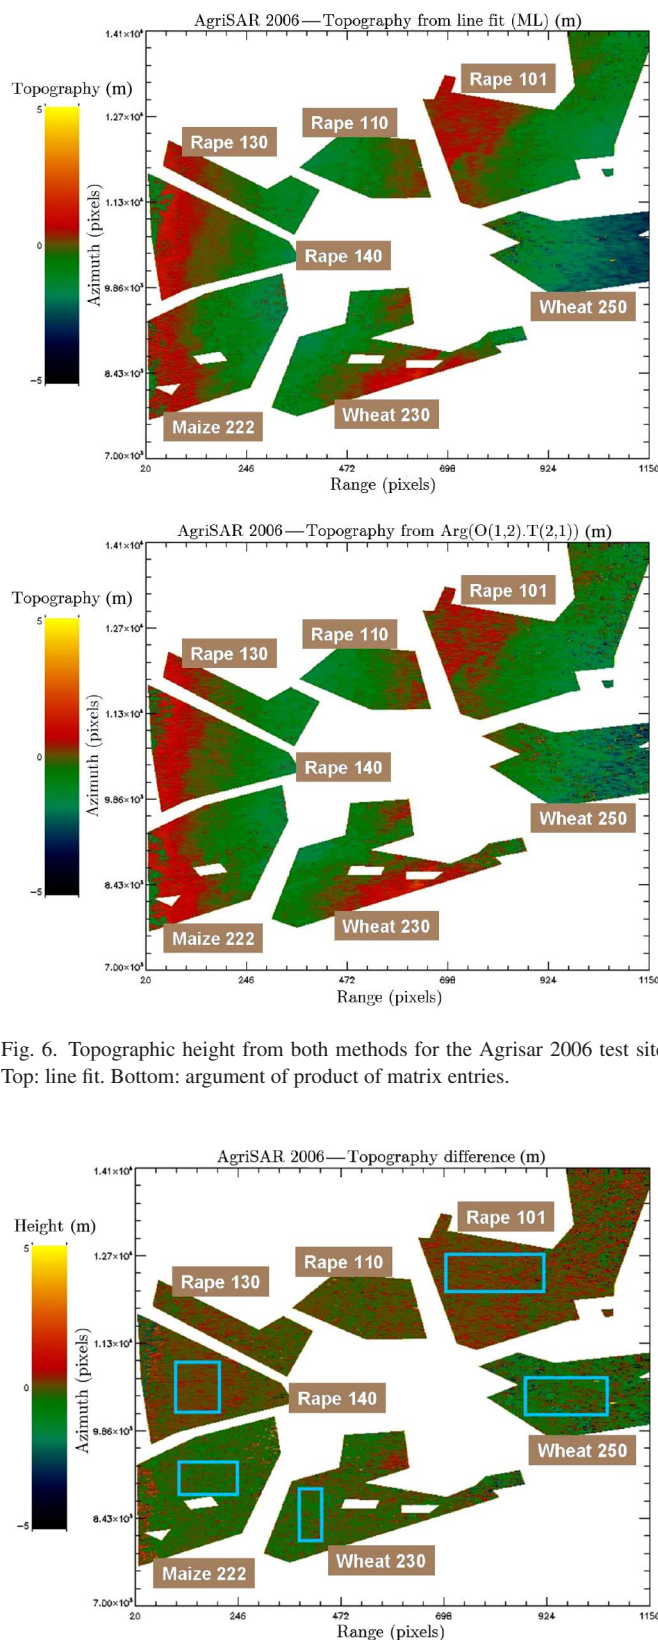 AgriSAR 2006—Topography from line fit (ML) (m)
Topography (m)
5
0
−5
Azimuth (pixels)
1.41×10⁴
1.27×10⁴
1.13×10⁴
9.86×10³
8.43×10³
7.00×10³
Rape 101
Rape 110
Rape 130
Rape 140
Wheat 250
Wheat 230
Maize 222
20 246 472 698 924 1150
Range (pixels)
AgriSAR 2006—Topography from Arg(O(1,2).T(2,1)) (m)
Topography (m)
5
0
−5
Azimuth (pixels)
1.41×10⁴
1.27×10⁴
1.13×10⁴
9.86×10³
8.43×10³
7.00×10³
Rape 101
Rape 110
Rape 130
Rape 140
Wheat 250
Wheat 230
Maize 222
20 246 472 698 924 1150
Range (pixels)
Fig. 6. Topographic height from both methods for the Agrisar 2006 test site
Top: line fit. Bottom: argument of product of matrix entries.
AgriSAR 2006—Topography difference (m)
Height (m)
5
0
−5
Azimuth (pixels)
1.41×10⁴
1.27×10⁴
1.13×10⁴
9.86×10³
8.43×10³
7.00×10³
Rape 101
Rape 110
Rape 130
Rape 140
Wheat 250
Wheat 230
Maize 222
20 246 472 698 924 1150
Range (pixels)